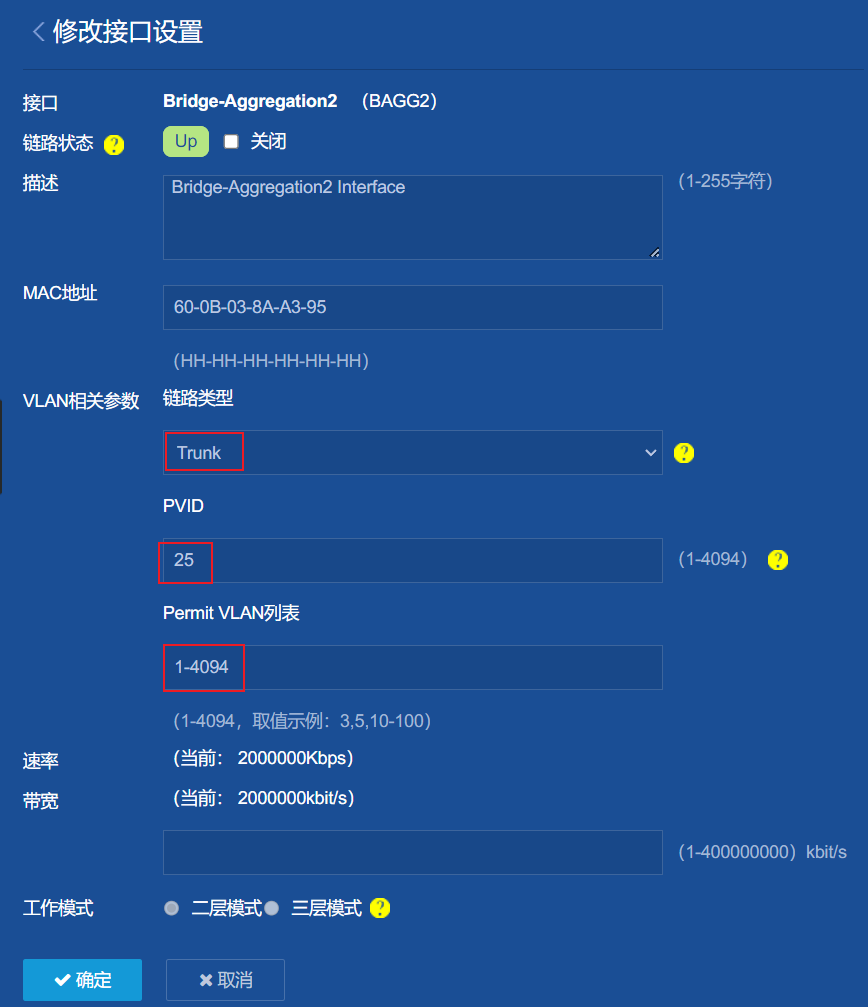 修改接口设置
接口 Bridge-Aggregation2 (BAGG2)
链路状态 ? Up 关闭
描述 Bridge-Aggregation2 Interface (1-255字符)
MAC地址 60-0B-03-8A-A3-95
(HH-HH-HH-HH-HH-HH)
VLAN相关参数 链路类型
Trunk ?
PVID
25 (1-4094) ?
Permit VLAN列表
1-4094
(1-4094，取值示例：3,5,10-100)
速率 (当前： 2000000Kbps)
带宽 (当前： 2000000kbit/s)
(1-400000000) kbit/s
工作模式 二层模式 三层模式 ?
确定 取消